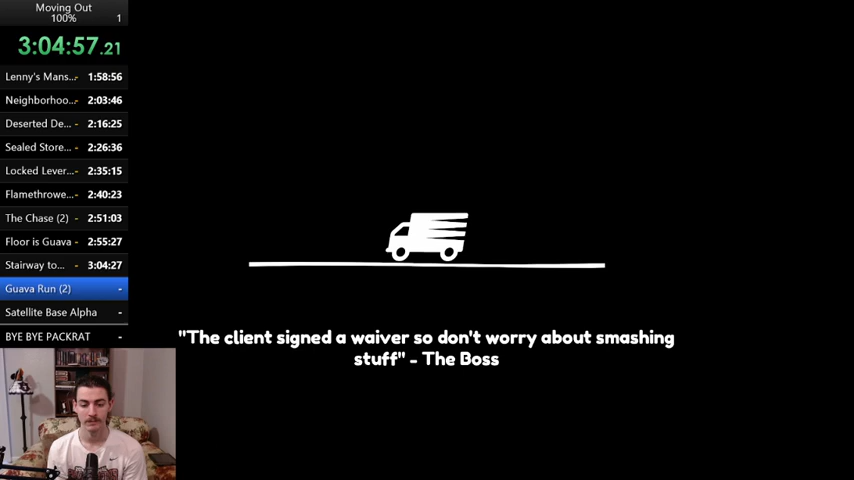 Moving Out
100% 1
3:04:57.21
Lenny's Mans... - 1:58:56
Neighborhoo... - 2:03:46
Deserted De... - 2:16:25
Sealed Store... - 2:26:36
Locked Lever... - 2:35:15
Flamethrowe... - 2:40:23
The Chase (2) - 2:51:03
Floor is Guava - 2:55:27
Stairway to... - 3:04:27
Guava Run (2) -
Satellite Base Alpha -
BYE BYE PACKRAT -
"The client signed a waiver so don't worry about smashing
stuff" - The Boss